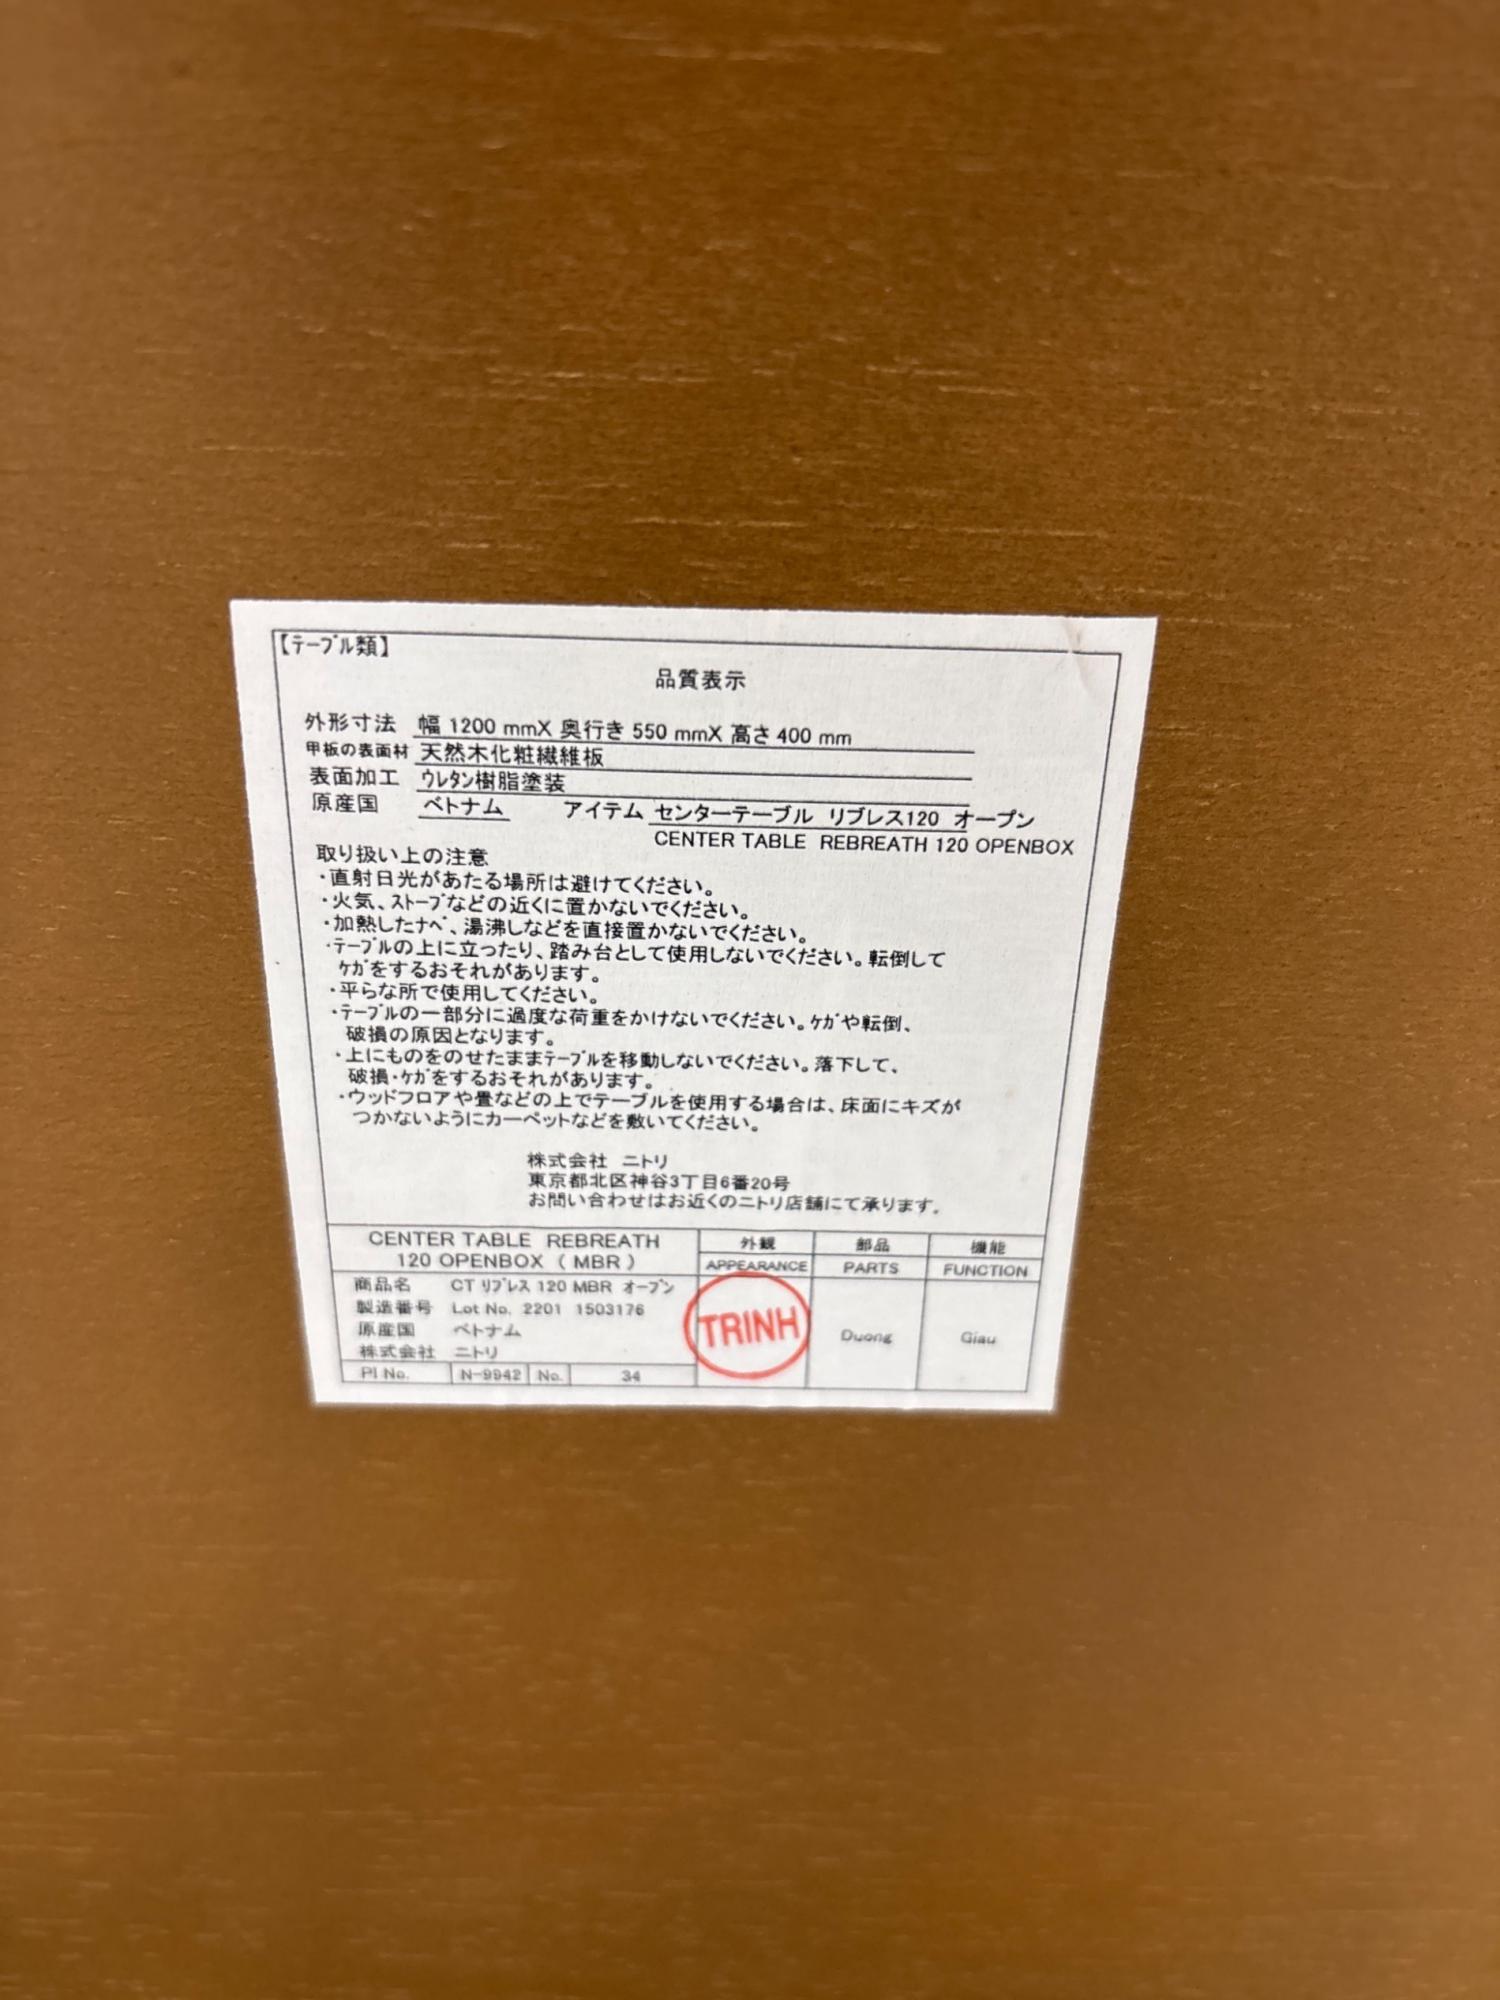 【ﾃｰﾌﾞﾙ類】
品質表示
外形寸法 幅 1200 mmX 奥行き 550 mmX 高さ 400 mm
甲板の表面材 天然木化粧繊維板
表面加工 ｳﾚﾀﾝ樹脂塗装
原産国 ベトナム アイテム センターテーブル リブレス120 オープン
CENTER TABLE REBREATH 120 OPENBOX
取り扱い上の注意
・直射日光があたる場所は避けてください。
・火気、ｽﾄｰﾌﾞなどの近くに置かないでください。
・加熱したﾅﾍﾞ、湯沸しなどを直接置かないでください。
・ﾃｰﾌﾞﾙの上に立ったり、踏み台として使用しないでください。転倒して
ｹｶﾞをするおそれがあります。
・平らな所で使用してください。
・ﾃｰﾌﾞﾙの一部分に過度な荷重をかけないでください。ｹｶﾞや転倒、
破損の原因となります。
・上にものをのせたままﾃｰﾌﾞﾙを移動しないでください。落下して、
破損・ｹｶﾞをするおそれがあります。
・ウッドフロアや畳などの上でテーブルを使用する場合は、床面にキズが
つかないようにカーペットなどを敷いてください。
株式会社 ニトリ
東京都北区神谷3丁目6番20号
お問い合わせはお近くのニトリ店舗にて承ります。
CENTER TABLE REBREATH
120 OPENBOX ( MBR )
外観 部品 機能
APPEARANCE PARTS FUNCTION
商品名 CT ﾘﾌﾞﾚｽ 120 MBR ｵｰﾌﾟﾝ
製造番号 Lot No. 2201 1503176
原産国 ベトナム
株式会社 ニトリ
PI No. N-9942 No. 34
TRINH Duong Giau